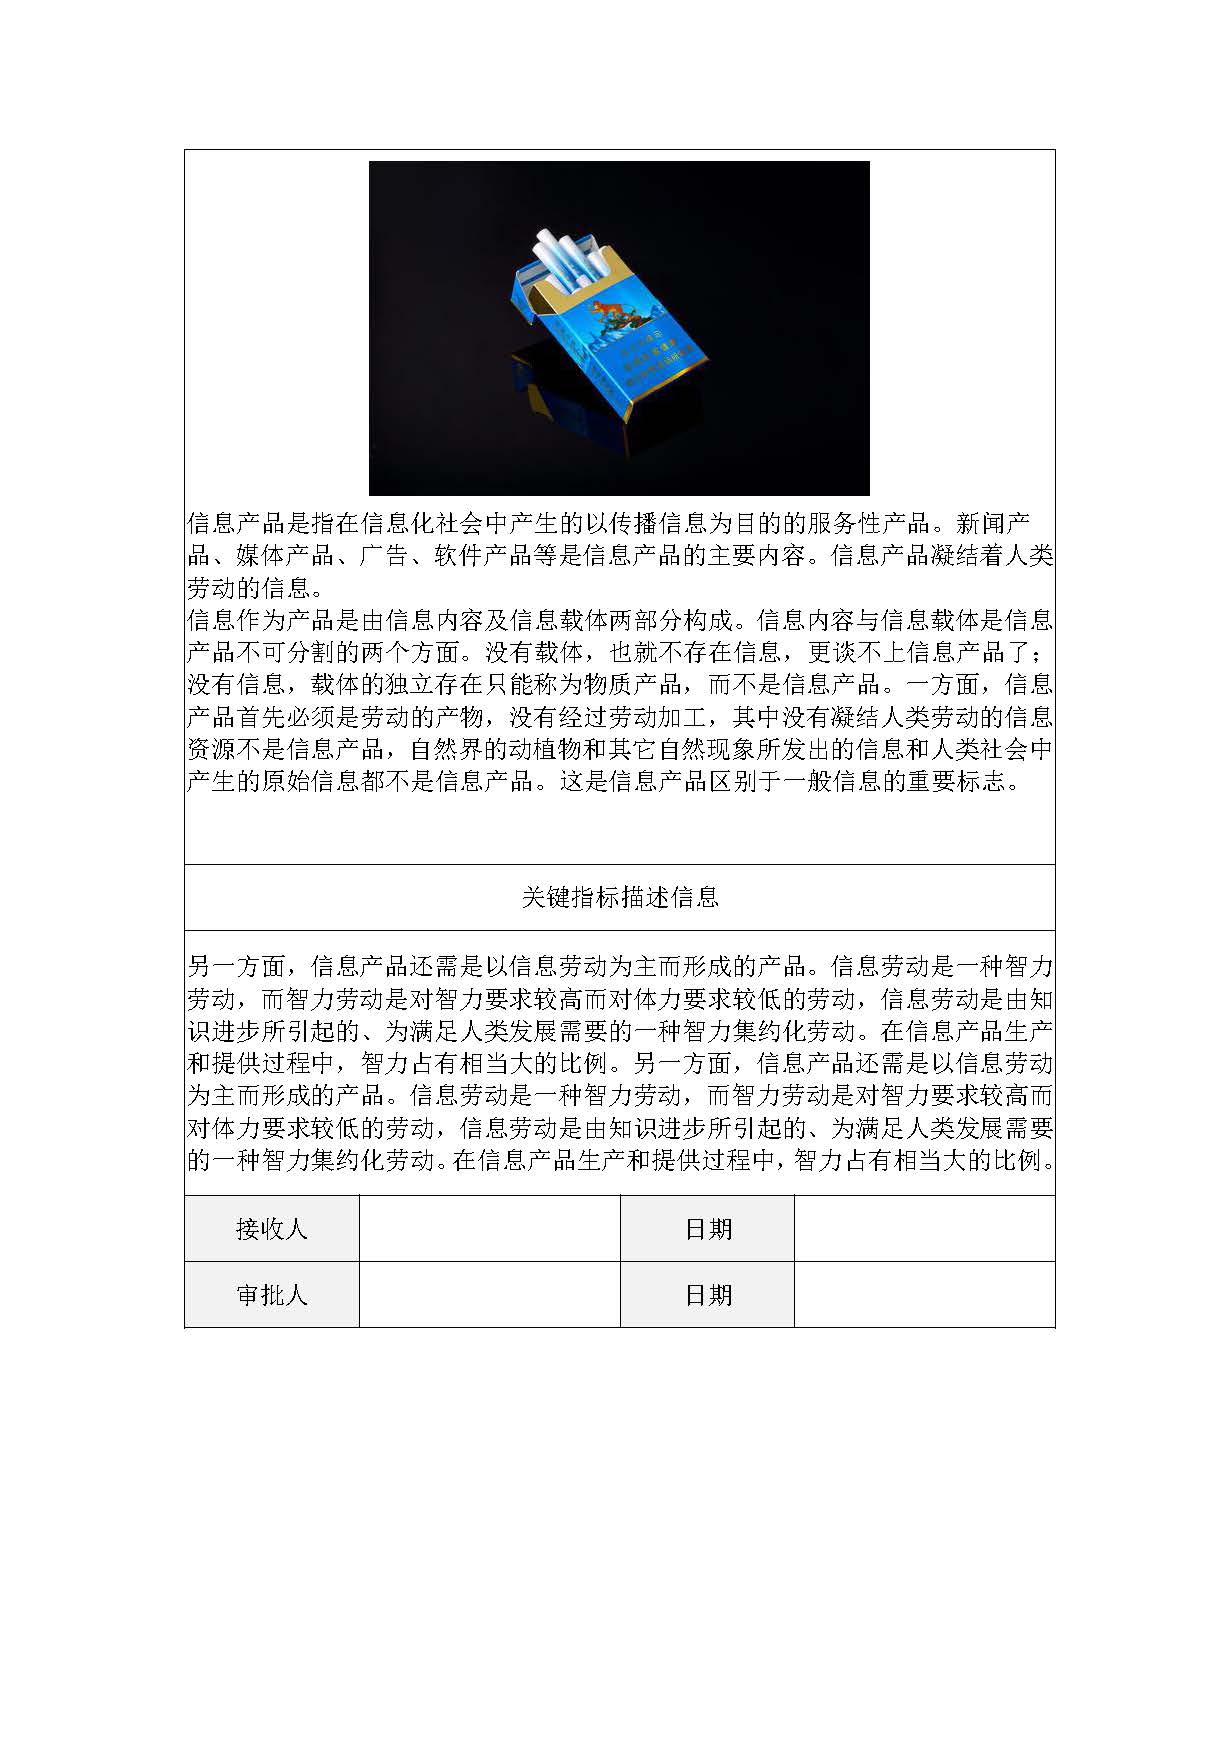 信息产品是指在信息化社会中产生的以传播信息为目的的服务性产品。新闻产
品、媒体产品、广告、软件产品等是信息产品的主要内容。信息产品凝结着人类
劳动的信息。
信息作为产品是由信息内容及信息载体两部分构成。信息内容与信息载体是信息
产品不可分割的两个方面。没有载体，也就不存在信息，更谈不上信息产品了；
没有信息，载体的独立存在只能称为物质产品，而不是信息产品。一方面，信息
产品首先必须是劳动的产物，没有经过劳动加工，其中没有凝结人类劳动的信息
资源不是信息产品，自然界的动植物和其它自然现象所发出的信息和人类社会中
产生的原始信息都不是信息产品。这是信息产品区别于一般信息的重要标志。
关键指标描述信息
另一方面，信息产品还需是以信息劳动为主而形成的产品。信息劳动是一种智力
劳动，而智力劳动是对智力要求较高而对体力要求较低的劳动，信息劳动是由知
识进步所引起的、为满足人类发展需要的一种智力集约化劳动。在信息产品生产
和提供过程中，智力占有相当大的比例。另一方面，信息产品还需是以信息劳动
为主而形成的产品。信息劳动是一种智力劳动，而智力劳动是对智力要求较高而
对体力要求较低的劳动，信息劳动是由知识进步所引起的、为满足人类发展需要
的一种智力集约化劳动。在信息产品生产和提供过程中，智力占有相当大的比例。
接收人 日期
审批人 日期